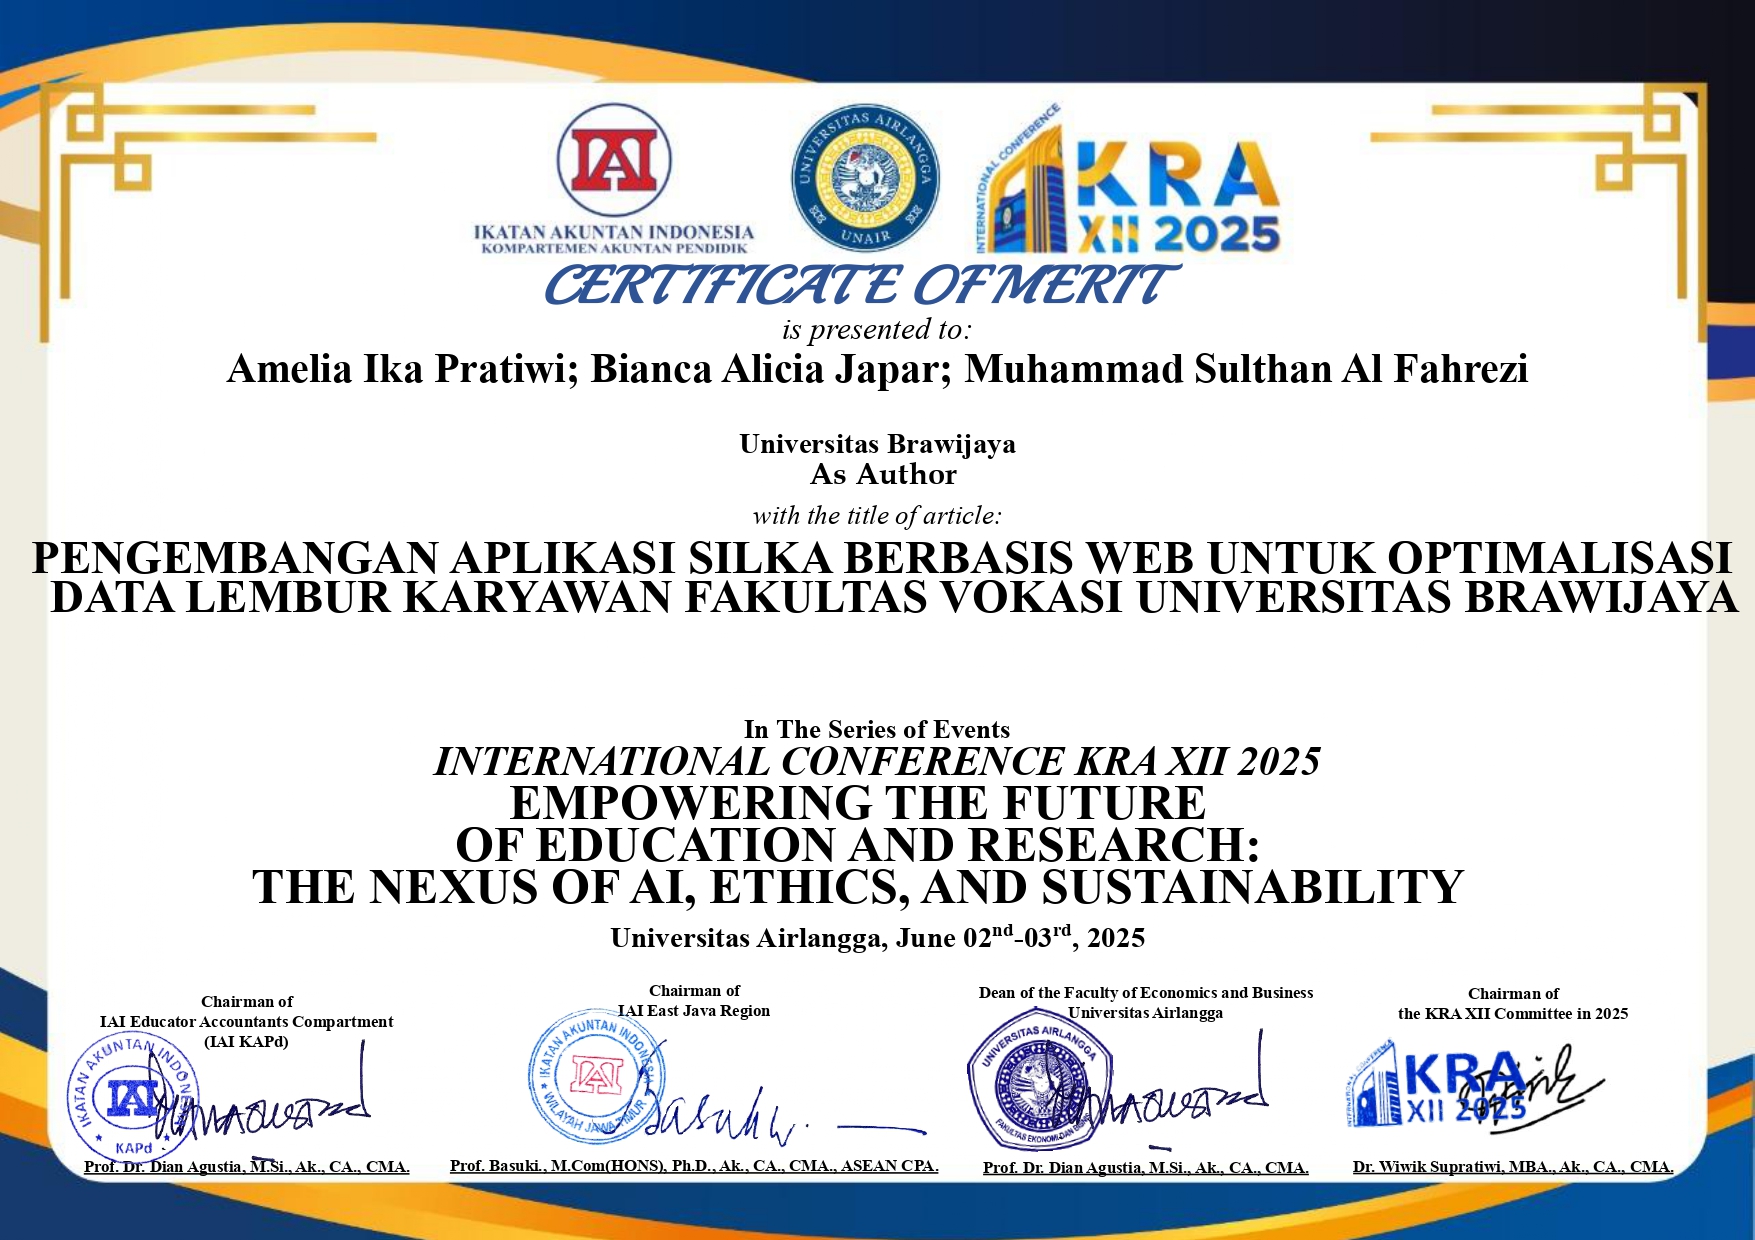 IAI
IKATAN AKUNTAN INDONESIA
KOMPARTEMEN AKUNTAN PENDIDIK
UNIVERSITAS AIRLANGGA
UNAIR
INTERNATIONAL CONFERENCE
KRA
XII 2025
CERTIFICATE OF MERIT
is presented to:
Amelia Ika Pratiwi; Bianca Alicia Japar; Muhammad Sulthan Al Fahrezi
Universitas Brawijaya
As Author
with the title of article:
PENGEMBANGAN APLIKASI SILKA BERBASIS WEB UNTUK OPTIMALISASI
DATA LEMBUR KARYAWAN FAKULTAS VOKASI UNIVERSITAS BRAWIJAYA
In The Series of Events
INTERNATIONAL CONFERENCE KRA XII 2025
EMPOWERING THE FUTURE
OF EDUCATION AND RESEARCH:
THE NEXUS OF AI, ETHICS, AND SUSTAINABILITY
Universitas Airlangga, June 02nd-03rd, 2025
Chairman of
IAI Educator Accountants Compartment
(IAI KAPd)
IKATAN AKUNTAN INDONESIA
IAI
KAPd
Prof. Dr. Dian Agustia, M.Si., Ak., CA., CMA.
Chairman of
IAI East Java Region
IKATAN AKUNTAN INDONESIA
IAI
WILAYAH JAWA TIMUR
Prof. Basuki., M.Com(HONS), Ph.D., Ak., CA., CMA., ASEAN CPA.
Dean of the Faculty of Economics and Business
Universitas Airlangga
UNIVERSITAS AIRLANGGA
FAKULTAS EKONOMI DAN BISNIS
Prof. Dr. Dian Agustia, M.Si., Ak., CA., CMA.
Chairman of
the KRA XII Committee in 2025
INTERNATIONAL CONFERENCE
KRA
XII 2025
Dr. Wiwik Supratiwi, MBA., Ak., CA., CMA.